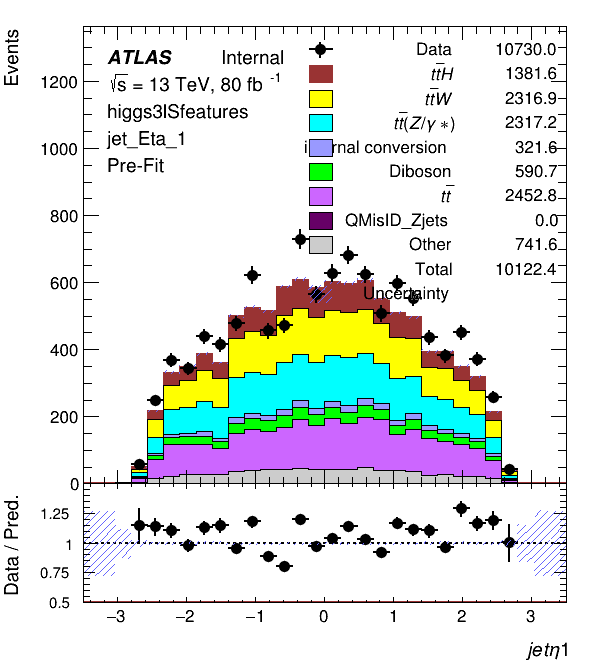 Events
ATLAS Internal
√s = 13 TeV, 80 fb⁻¹
higgs3lSfeatures
jet_Eta_1
Pre-Fit
Data 10730.0
tt̄H 1381.6
tt̄W 2316.9
tt̄(Z/γ*) 2317.2
internal conversion 321.6
Diboson 590.7
tt̄ 2452.8
QMisID_Zjets 0.0
Other 741.6
Total 10122.4
Uncertainty
1200
1000
800
600
400
200
0
Data / Pred.
1.25
1
0.75
0.5
−3 −2 −1 0 1 2 3
jetη1